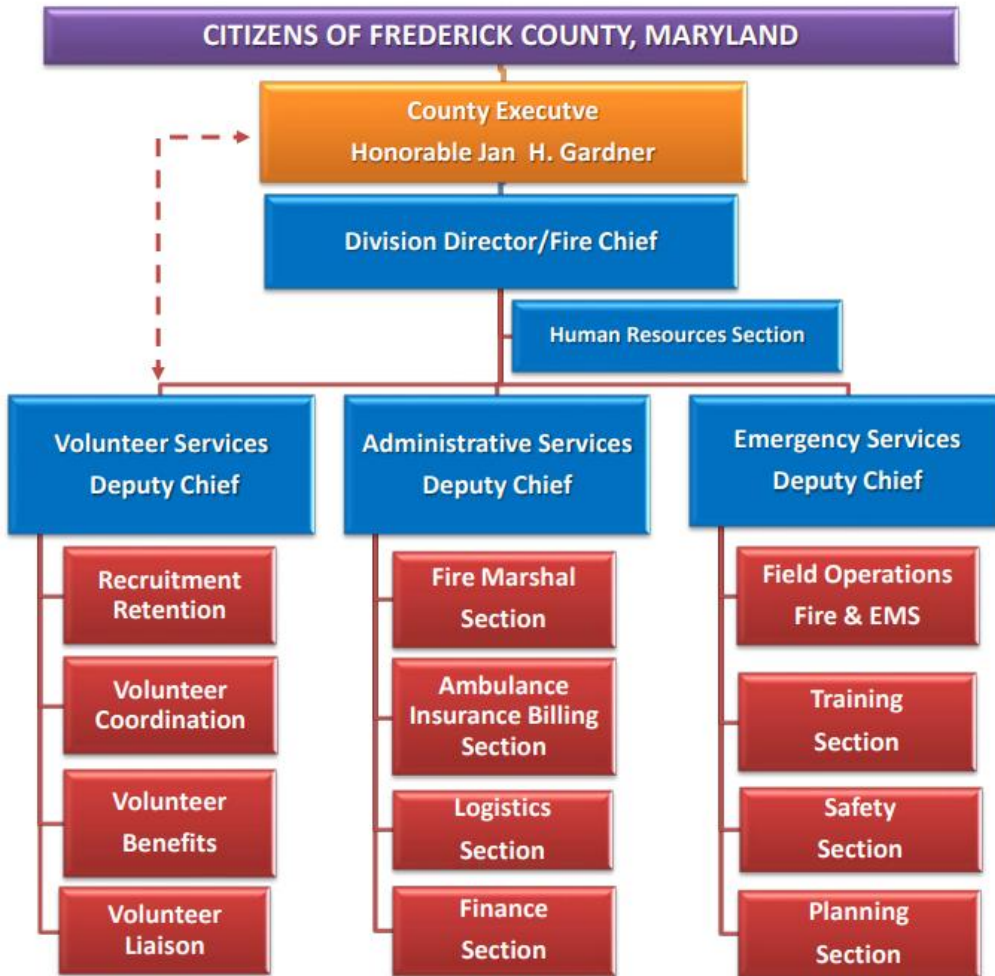 CITIZENS OF FREDERICK COUNTY, MARYLAND
County Executve
Honorable Jan H. Gardner
Division Director/Fire Chief
Human Resources Section
Volunteer Services
Deputy Chief
Administrative Services
Deputy Chief
Emergency Services
Deputy Chief
Recruitment
Retention
Volunteer
Coordination
Volunteer
Benefits
Volunteer
Liaison
Fire Marshal
Section
Ambulance
Insurance Billing
Section
Logistics
Section
Finance
Section
Field Operations
Fire & EMS
Training
Section
Safety
Section
Planning
Section